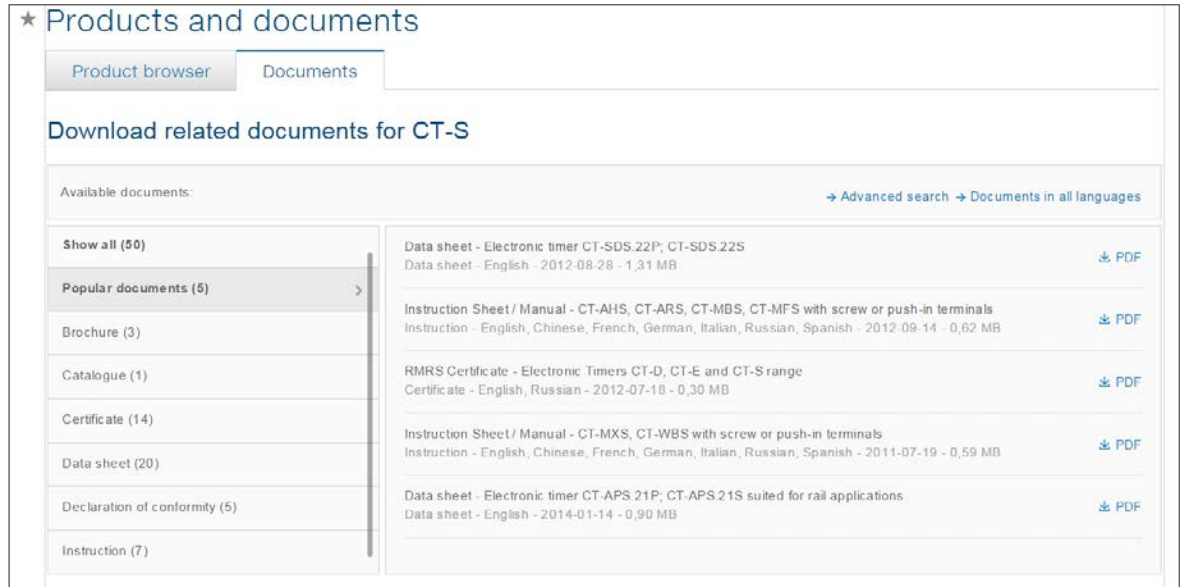 Products and documents
Product browser
Documents
Download related documents for CT-S
Available documents:
Advanced search
Documents in all languages
Show all (50)
Popular documents (5)
Brochure (3)
Catalogue (1)
Certificate (14)
Data sheet (20)
Declaration of conformity (5)
Instruction (7)
Data sheet - Electronic timer CT-SDS.22P; CT-SDS.22S
Data sheet - English - 2012-08-28 - 1,31 MB
PDF
Instruction Sheet / Manual - CT-AHS, CT-ARS, CT-MBS, CT-MFS with screw or push-in terminals
Instruction - English, Chinese, French, German, Italian, Russian, Spanish - 2012-09-14 - 0,62 MB
PDF
RMRS Certificate - Electronic Timers CT-D, CT-E and CT-S range
Certificate - English, Russian - 2012-07-18 - 0,30 MB
PDF
Instruction Sheet / Manual - CT-MXS, CT-WBS with screw or push-in terminals
Instruction - English, Chinese, French, German, Italian, Russian, Spanish - 2011-07-19 - 0,59 MB
PDF
Data sheet - Electronic timer CT-APS.21P; CT-APS.21S suited for rail applications
Data sheet - English - 2014-01-14 - 0,90 MB
PDF